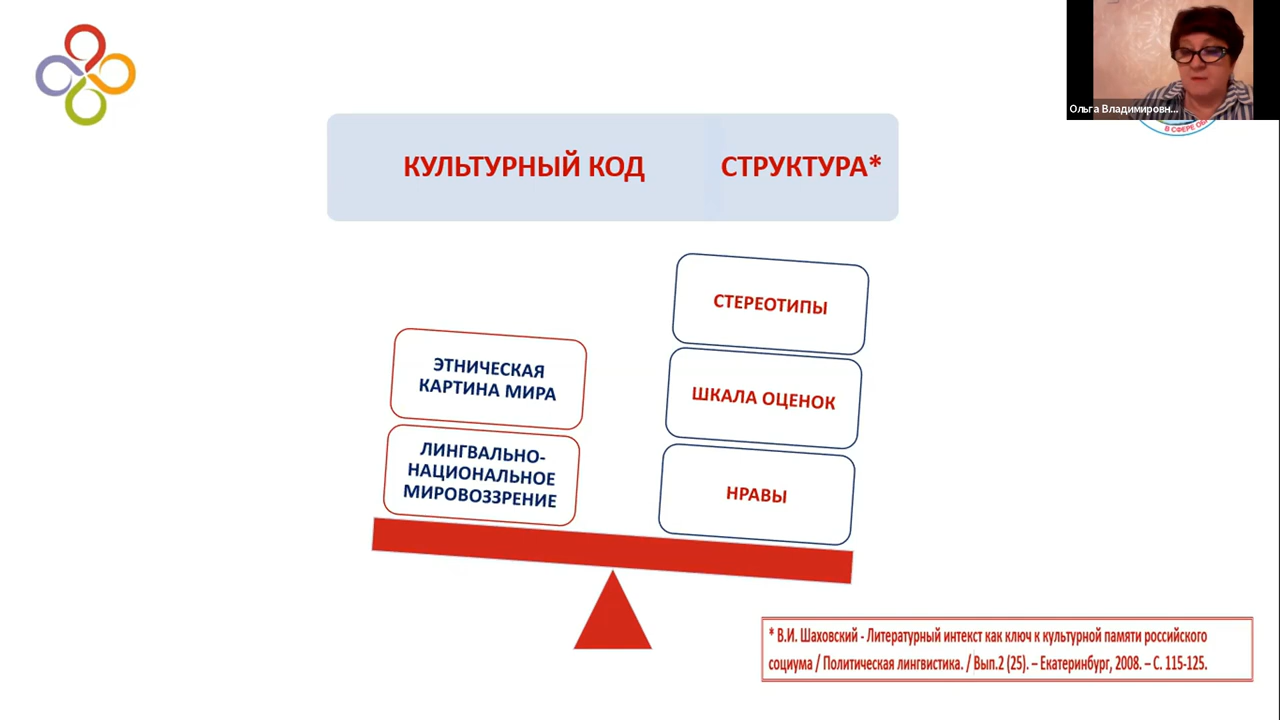 Ольга Владимировн...
В СФЕРЕ
КУЛЬТУРНЫЙ КОД
СТРУКТУРА*
ЭТНИЧЕСКАЯ
КАРТИНА МИРА
ЛИНГВАЛЬНО-
НАЦИОНАЛЬНОЕ
МИРОВОЗЗРЕНИЕ
СТЕРЕОТИПЫ
ШКАЛА ОЦЕНОК
НРАВЫ
* В.И. Шаховский - Литературный интекст как ключ к культурной памяти российского
социума / Политическая лингвистика. / Вып.2 (25). – Екатеринбург, 2008. – С. 115-125.